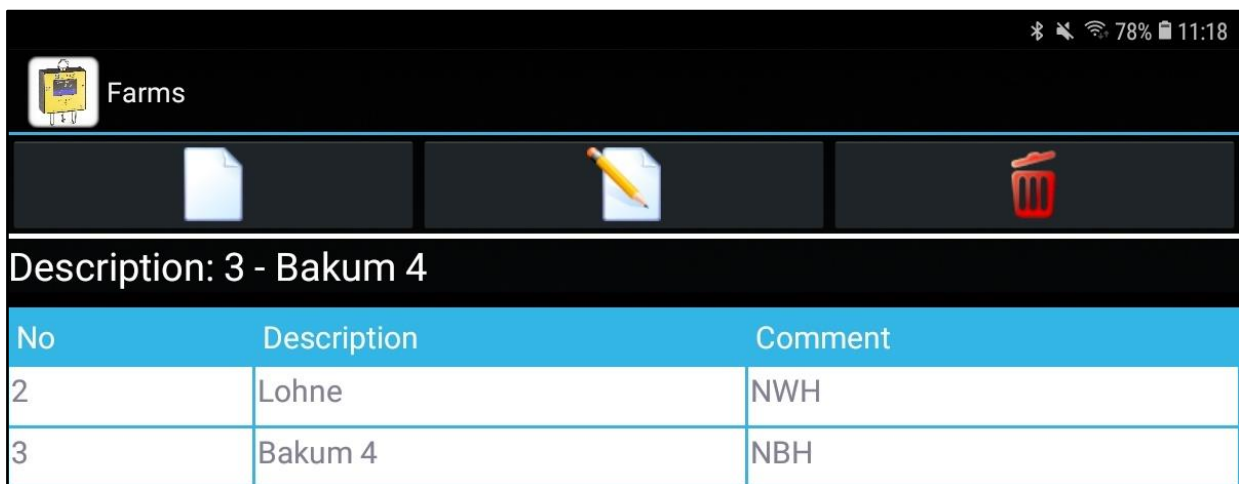 78% 11:18
Farms
Description: 3 - Bakum 4
No Description Comment
2 Lohne NWH
3 Bakum 4 NBH